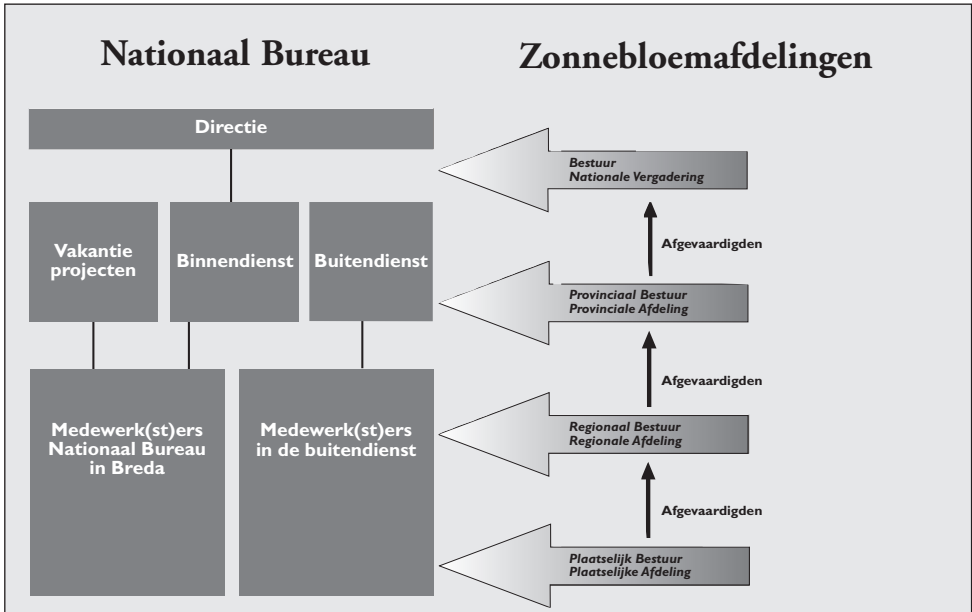 Nationaal Bureau
Zonnebloemafdelingen
Directie
Bestuur
Nationale Vergadering
Vakantie
projecten
Binnendienst
Buitendienst
Afgevaardigden
Provinciaal Bestuur
Provinciale Afdeling
Afgevaardigden
Medewerk(st)ers
Nationaal Bureau
in Breda
Medewerk(st)ers
in de buitendienst
Regionaal Bestuur
Regionale Afdeling
Afgevaardigden
Plaatselijk Bestuur
Plaatselijke Afdeling